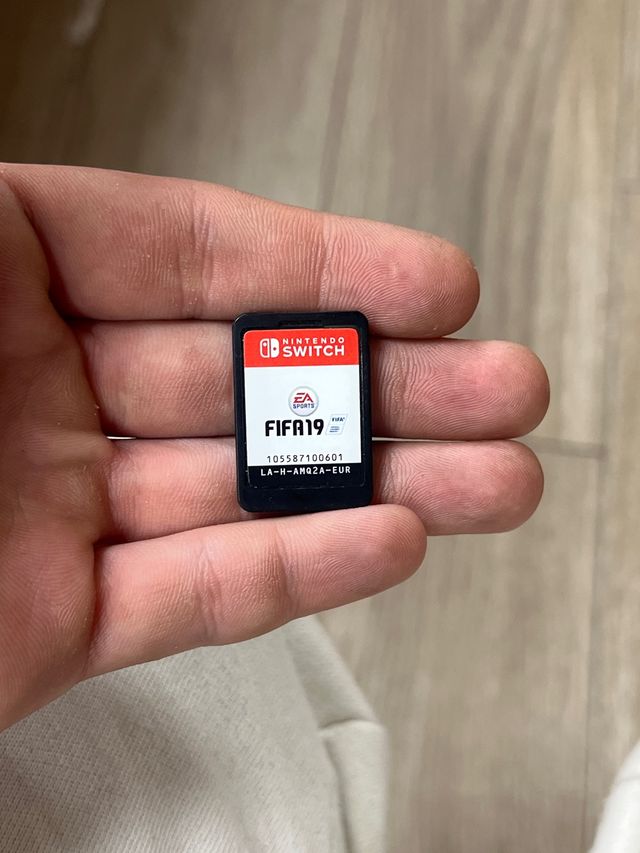 NINTENDO
SWITCH
EA
SPORTS
FIFA19 FIFA
105587100601
LA-H-AMQ2A-EUR